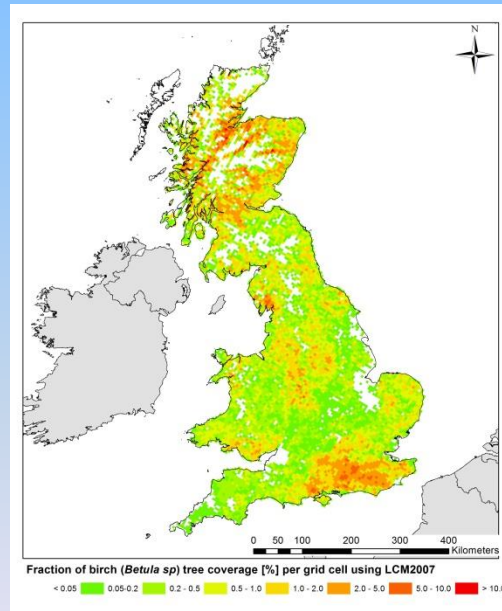 N
0 50 100 200 300 400
Kilometers
Fraction of birch (Betula sp) tree coverage [%] per grid cell using LCM2007
< 0.05 0.05-0.2 0.2-0.5 0.5-1.0 1.0-2.0 2.0-5.0 5.0-10.0